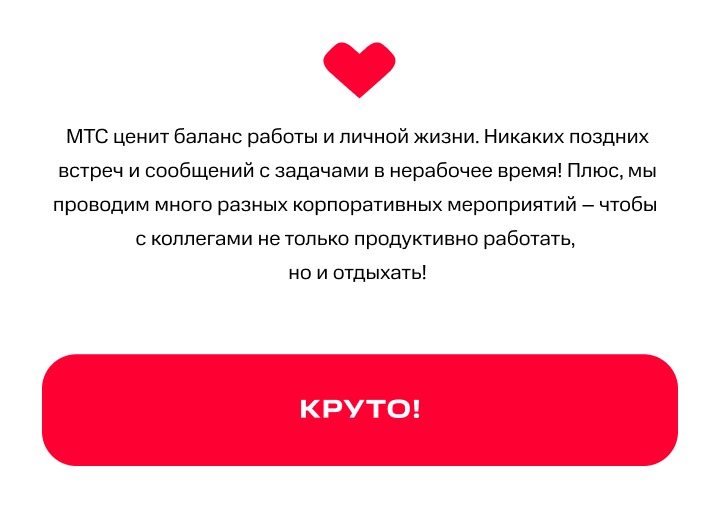 МТС ценит баланс работы и личной жизни. Никаких поздних
встреч и сообщений с задачами в нерабочее время! Плюс, мы
проводим много разных корпоративных мероприятий – чтобы
с коллегами не только продуктивно работать,
но и отдыхать!
КРУТО!